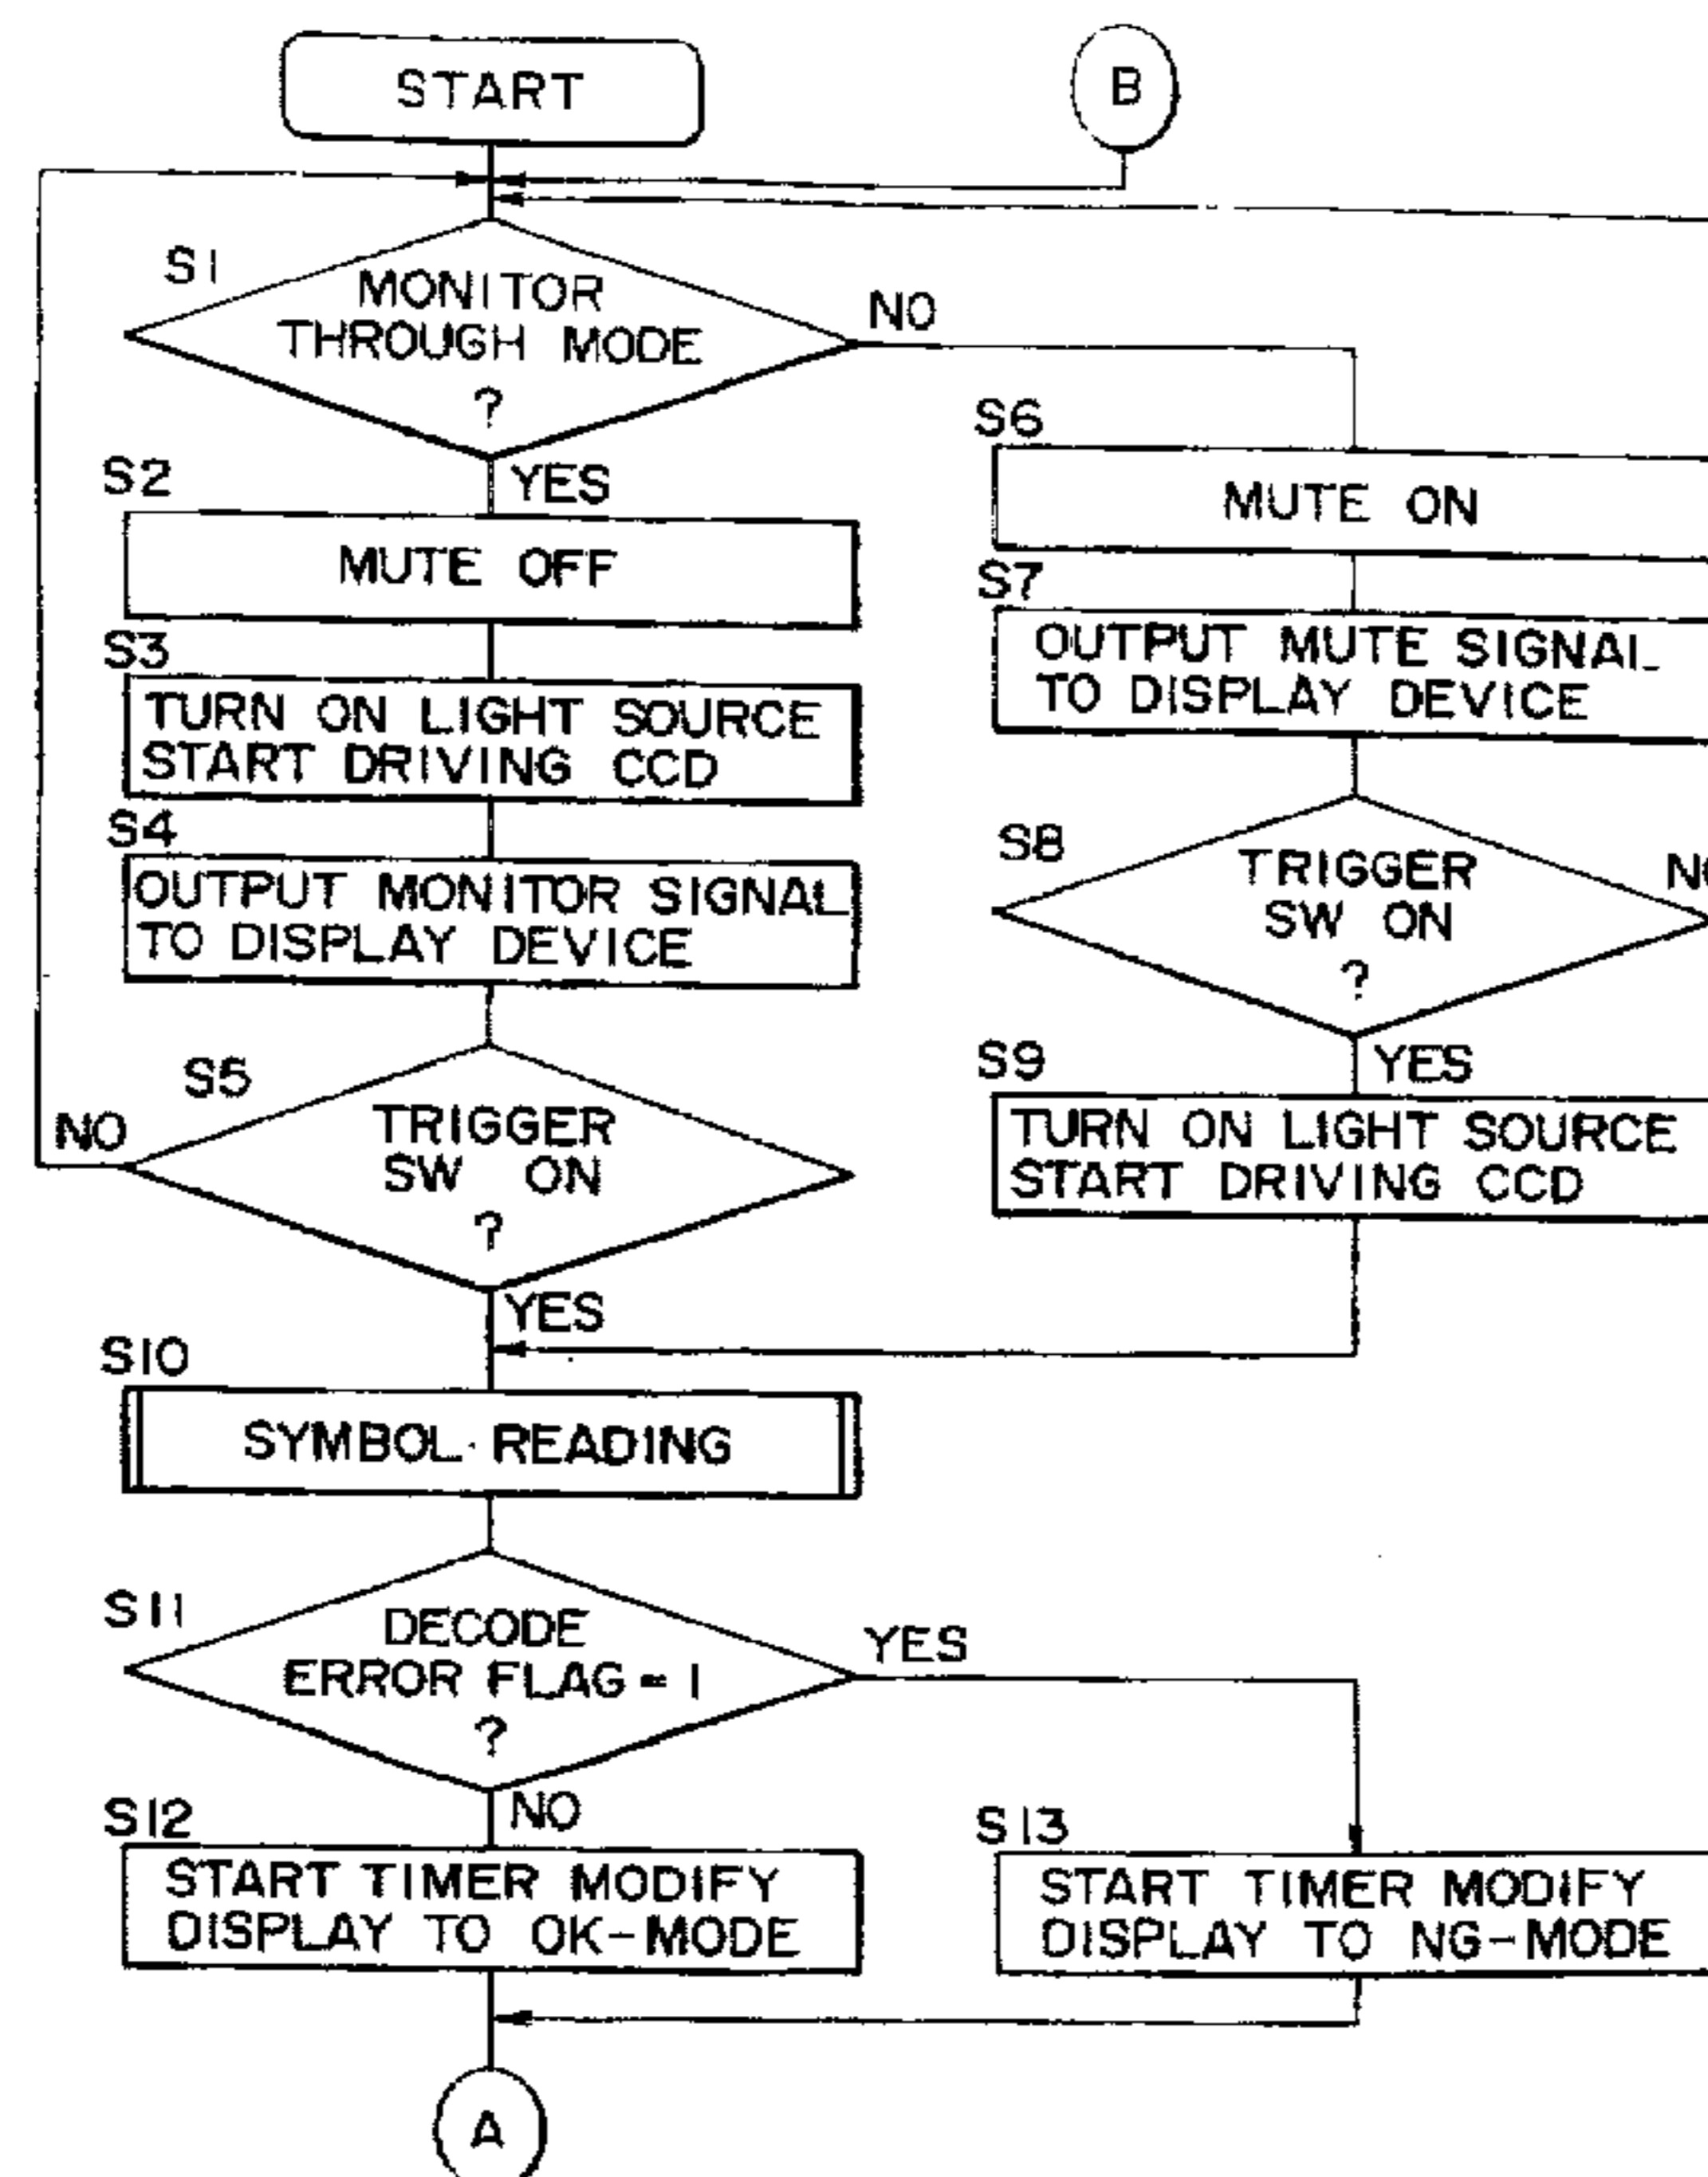 START
B
S1
MONITOR
THROUGH MODE
?
NO
YES
S2
MUTE OFF
S3
TURN ON LIGHT SOURCE
START DRIVING CCD
S4
OUTPUT MONITOR SIGNAL
TO DISPLAY DEVICE
S5
TRIGGER
SW ON
?
NO
YES
S6
MUTE ON
S7
OUTPUT MUTE SIGNAL
TO DISPLAY DEVICE
S8
TRIGGER
SW ON
?
NO
YES
S9
TURN ON LIGHT SOURCE
START DRIVING CCD
S10
SYMBOL READING
S11
DECODE
ERROR FLAG = 1
?
YES
NO
S12
START TIMER MODIFY
DISPLAY TO OK-MODE
S13
START TIMER MODIFY
DISPLAY TO NG-MODE
A